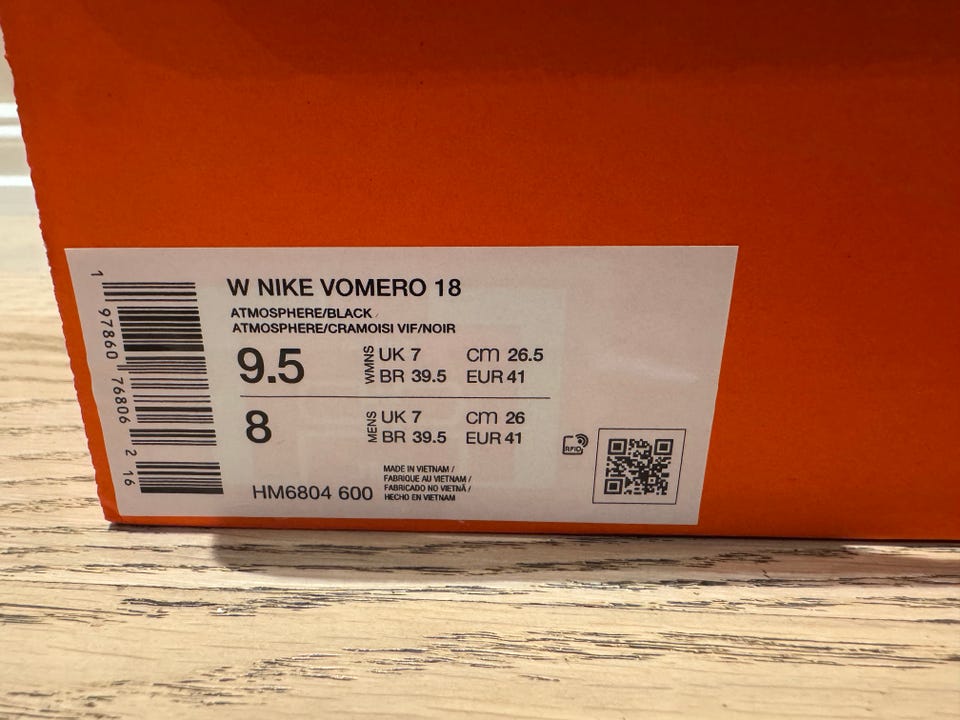 W NIKE VOMERO 18
ATMOSPHERE/BLACK
ATMOSPHERE/CRAMOISI VIF/NOIR
9.5 WMNS UK 7 cm 26.5
BR 39.5 EUR 41
8 MENS UK 7 cm 26
BR 39.5 EUR 41
RFID
MADE IN VIETNAM /
FABRIQUE AU VIETNAM /
FABRICADO NO VIETNÃ /
HECHO EN VIETNAM
HM6804 600
1 97860 76806 2 16